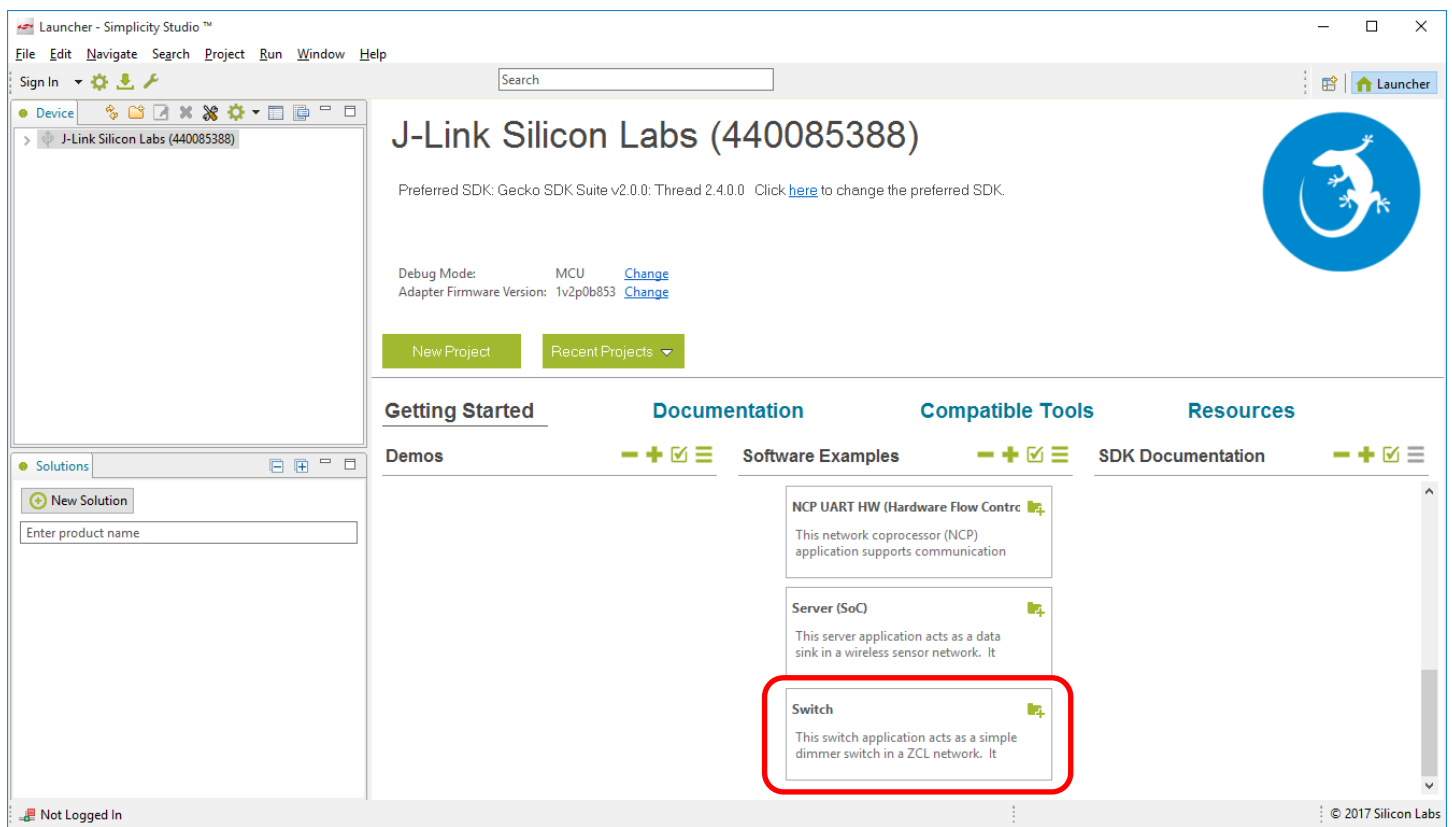 Launcher - Simplicity Studio ™
File Edit Navigate Search Project Run Window Help
Sign In
Search
Launcher
Device
J-Link Silicon Labs (440085388)
J-Link Silicon Labs (440085388)
Preferred SDK: Gecko SDK Suite v2.0.0: Thread 2.4.0.0 Click here to change the preferred SDK.
Debug Mode: MCU Change
Adapter Firmware Version: 1v2p0b853 Change
New Project
Recent Projects
Getting Started Documentation Compatible Tools Resources
Solutions
New Solution
Enter product name
Demos
Software Examples
SDK Documentation
NCP UART HW (Hardware Flow Contrc
This network coprocessor (NCP)
application supports communication
Server (SoC)
This server application acts as a data
sink in a wireless sensor network. It
Switch
This switch application acts as a simple
dimmer switch in a ZCL network. It
Not Logged In
© 2017 Silicon Labs